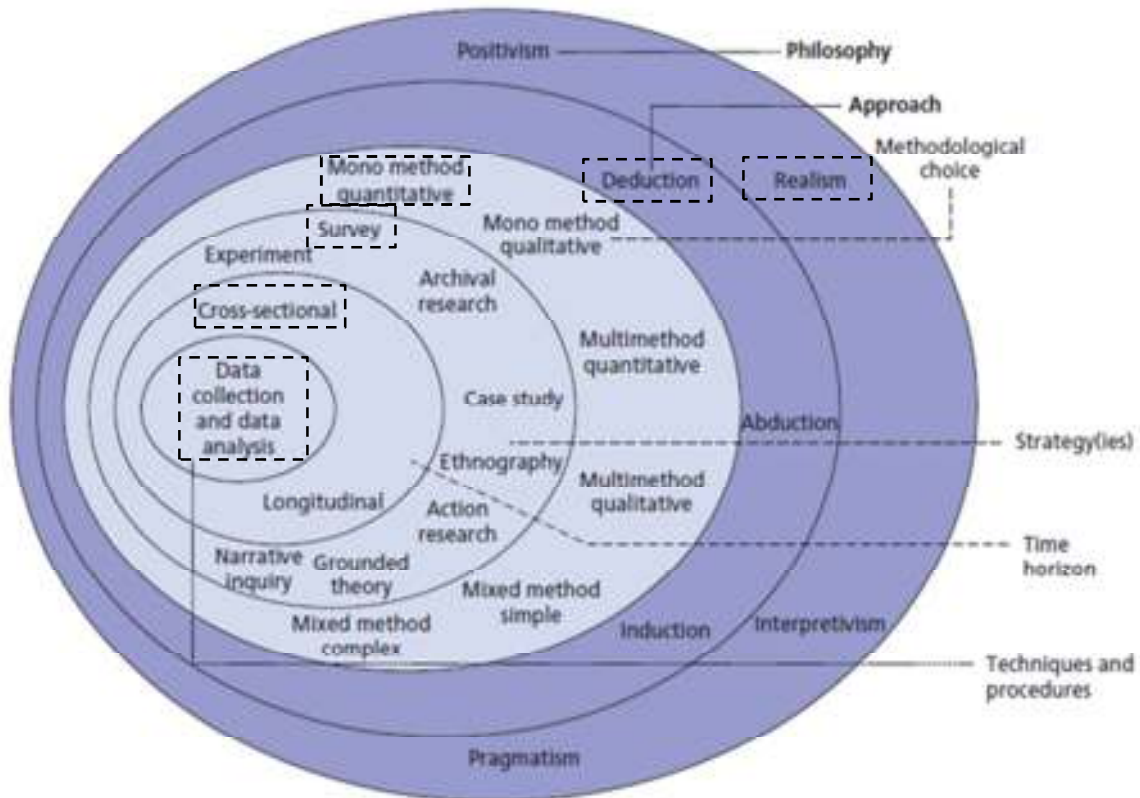 Positivism
Philosophy
Approach
Methodological
choice
Mono method
quantitative
Deduction
Realism
Survey
Mono method
qualitative
Experiment
Archival
research
Cross-sectional
Multimethod
quantitative
Data
collection
and data
analysis
Case study
Abduction
Strategy(ies)
Ethnography
Multimethod
qualitative
Longitudinal
Action
research
Time
horizon
Narrative
inquiry
Grounded
theory
Mixed method
simple
Mixed method
complex
Induction
Interpretivism
Techniques and
procedures
Pragmatism